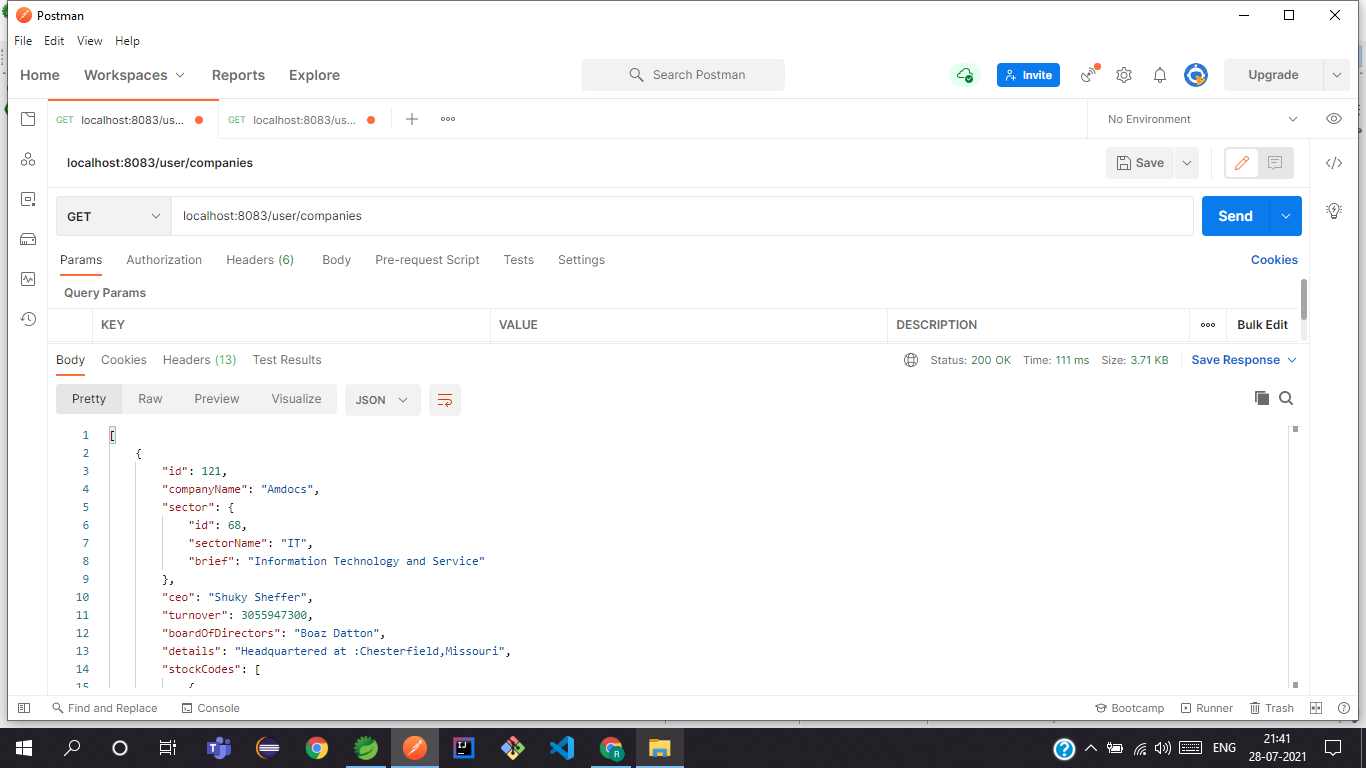 Postman
File Edit View Help
Home Workspaces Reports Explore Search Postman Invite Upgrade
GET localhost:8083/us... GET localhost:8083/us... No Environment
localhost:8083/user/companies Save
GET localhost:8083/user/companies Send
Params Authorization Headers (6) Body Pre-request Script Tests Settings Cookies
Query Params
KEY VALUE DESCRIPTION Bulk Edit
Body Cookies Headers (13) Test Results Status: 200 OK Time: 111 ms Size: 3.71 KB Save Response
Pretty Raw Preview Visualize JSON
1 [
2 {
3 "id": 121,
4 "companyName": "Amdocs",
5 "sector": {
6 "id": 68,
7 "sectorName": "IT",
8 "brief": "Information Technology and Service"
9 },
10 "ceo": "Shuky Sheffer",
11 "turnover": 3055947300,
12 "boardOfDirectors": "Boaz Datton",
13 "details": "Headquartered at :Chesterfield,Missouri",
14 "stockCodes": [
15 {
Find and Replace Console Bootcamp Runner Trash
ENG 21:41
28-07-2021